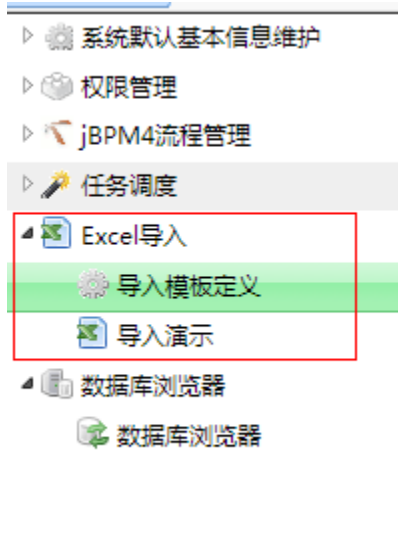 系统默认基本信息维护
权限管理
jBPM4流程管理
任务调度
Excel导入
导入模板定义
导入演示
数据库浏览器
数据库浏览器